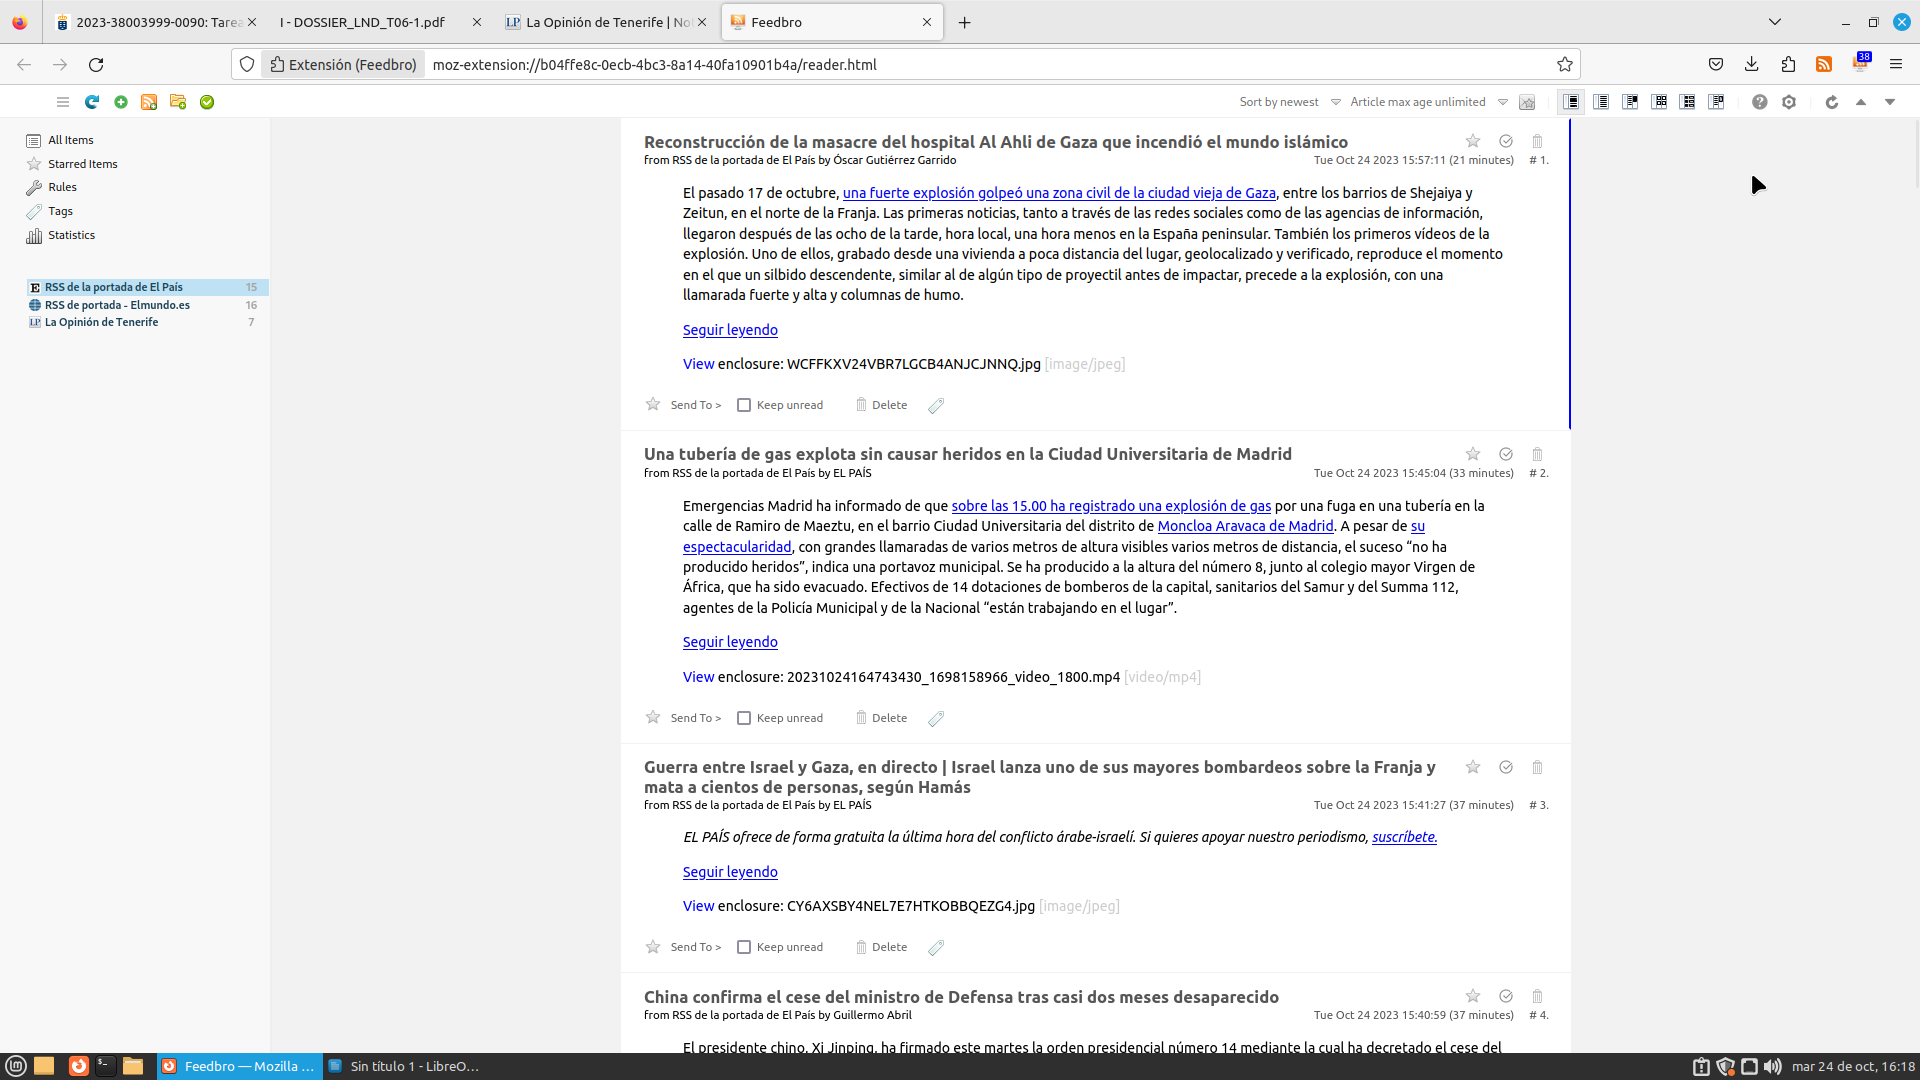 2023-38003999-0090: Tarea
I - DOSSIER_LND_T06-1.pdf
La Opinión de Tenerife | No
Feedbro
Extensión (Feedbro)
moz-extension://b04ffe8c-0ecb-4bc3-8a14-40fa10901b4a/reader.html
38
Sort by newest
Article max age unlimited
All Items
Starred Items
Rules
Tags
Statistics
RSS de la portada de El País 15
RSS de portada - Elmundo.es 16
La Opinión de Tenerife 7
Reconstrucción de la masacre del hospital Al Ahli de Gaza que incendió el mundo islámico
from RSS de la portada de El País by Óscar Gutiérrez Garrido
Tue Oct 24 2023 15:57:11 (21 minutes) # 1.
El pasado 17 de octubre, una fuerte explosión golpeó una zona civil de la ciudad vieja de Gaza, entre los barrios de Shejaiya y
Zeitun, en el norte de la Franja. Las primeras noticias, tanto a través de las redes sociales como de las agencias de información,
llegaron después de las ocho de la tarde, hora local, una hora menos en la España peninsular. También los primeros vídeos de la
explosión. Uno de ellos, grabado desde una vivienda a poca distancia del lugar, geolocalizado y verificado, reproduce el momento
en el que un silbido descendente, similar al de algún tipo de proyectil antes de impactar, precede a la explosión, con una
llamarada fuerte y alta y columnas de humo.
Seguir leyendo
View enclosure: WCFFKXV24VBR7LGCB4ANJCJNNQ.jpg [image/jpeg]
Send To > Keep unread Delete
Una tubería de gas explota sin causar heridos en la Ciudad Universitaria de Madrid
from RSS de la portada de El País by EL PAÍS
Tue Oct 24 2023 15:45:04 (33 minutes) # 2.
Emergencias Madrid ha informado de que sobre las 15.00 ha registrado una explosión de gas por una fuga en una tubería en la
calle de Ramiro de Maeztu, en el barrio Ciudad Universitaria del distrito de Moncloa Aravaca de Madrid. A pesar de su
espectacularidad, con grandes llamaradas de varios metros de altura visibles varios metros de distancia, el suceso “no ha
producido heridos”, indica una portavoz municipal. Se ha producido a la altura del número 8, junto al colegio mayor Virgen de
África, que ha sido evacuado. Efectivos de 14 dotaciones de bomberos de la capital, sanitarios del Samur y del Summa 112,
agentes de la Policía Municipal y de la Nacional “están trabajando en el lugar”.
Seguir leyendo
View enclosure: 20231024164743430_1698158966_video_1800.mp4 [video/mp4]
Send To > Keep unread Delete
Guerra entre Israel y Gaza, en directo | Israel lanza uno de sus mayores bombardeos sobre la Franja y
mata a cientos de personas, según Hamás
from RSS de la portada de El País by EL PAÍS
Tue Oct 24 2023 15:41:27 (37 minutes) # 3.
EL PAÍS ofrece de forma gratuita la última hora del conflicto árabe-israelí. Si quieres apoyar nuestro periodismo, suscríbete.
Seguir leyendo
View enclosure: CY6AXSBY4NEL7E7HTKOBBQEZG4.jpg [image/jpeg]
Send To > Keep unread Delete
China confirma el cese del ministro de Defensa tras casi dos meses desaparecido
from RSS de la portada de El País by Guillermo Abril
Tue Oct 24 2023 15:40:59 (37 minutes) # 4.
El presidente chino, Xi Jinping, ha firmado este martes la orden presidencial número 14 mediante la cual ha decretado el cese del
Feedbro — Mozilla ...
Sin título 1 - LibreO...
mar 24 de oct, 16:18